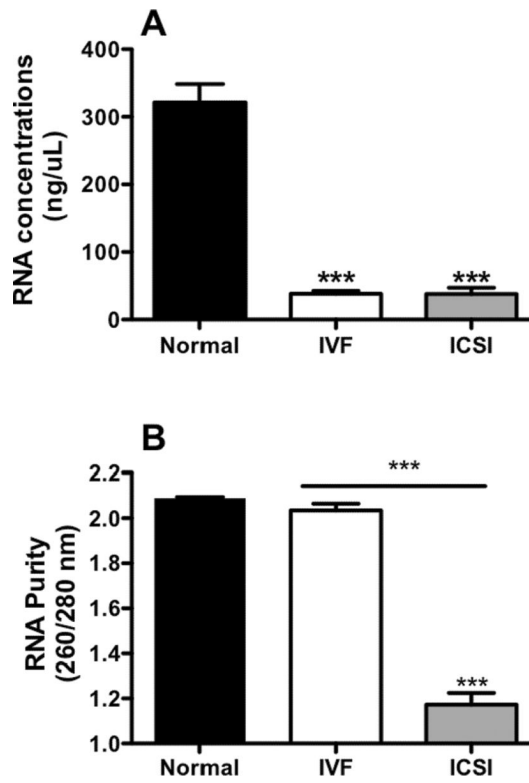 A
RNA concentrations
(ng/uL)
400
300
200
100
0
***
***
Normal IVF ICSI
B
RNA Purity
(260/280 nm)
2.2
2.0
1.8
1.6
1.4
1.2
1.0
***
***
Normal IVF ICSI